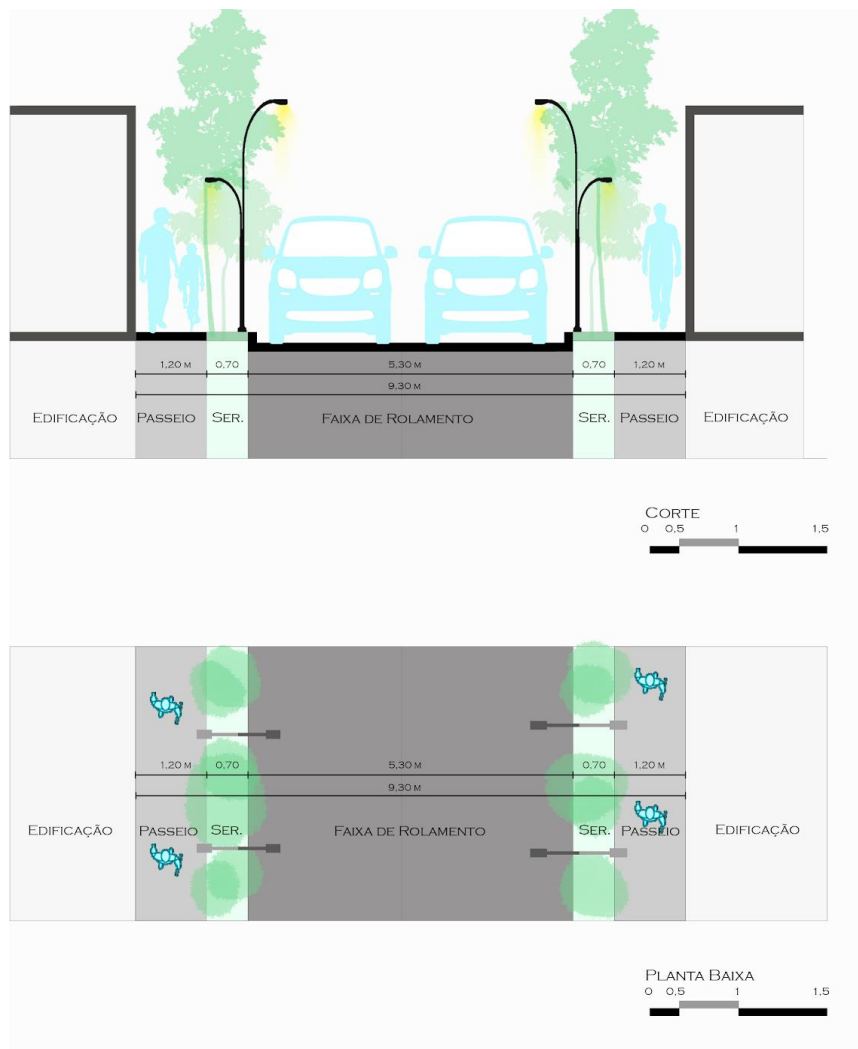 1,20 M 0,70 5,30 M 0,70 1,20 M
9,30 M
EDIFICAÇÃO PASSEIO SER. FAIXA DE ROLAMENTO SER. PASSEIO EDIFICAÇÃO
CORTE
0 0,5 1 1,5
1,20 M 0,70 5,30 M 0,70 1,20 M
9,30 M
EDIFICAÇÃO PASSEIO SER. FAIXA DE ROLAMENTO SER. PASSEIO EDIFICAÇÃO
PLANTA BAIXA
0 0,5 1 1,5